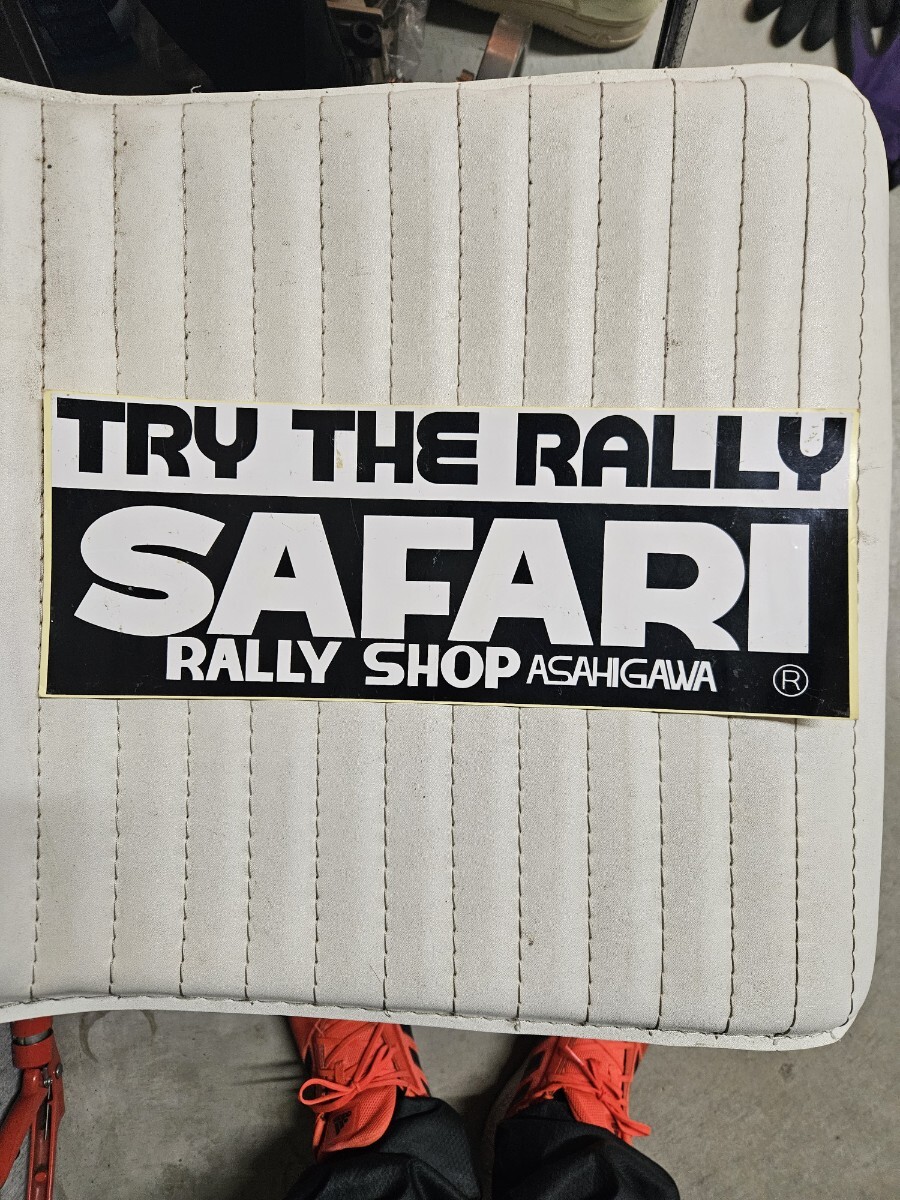 TRY THE RALLY
SAFARI
RALLY SHOP ASAHIGAWA
®